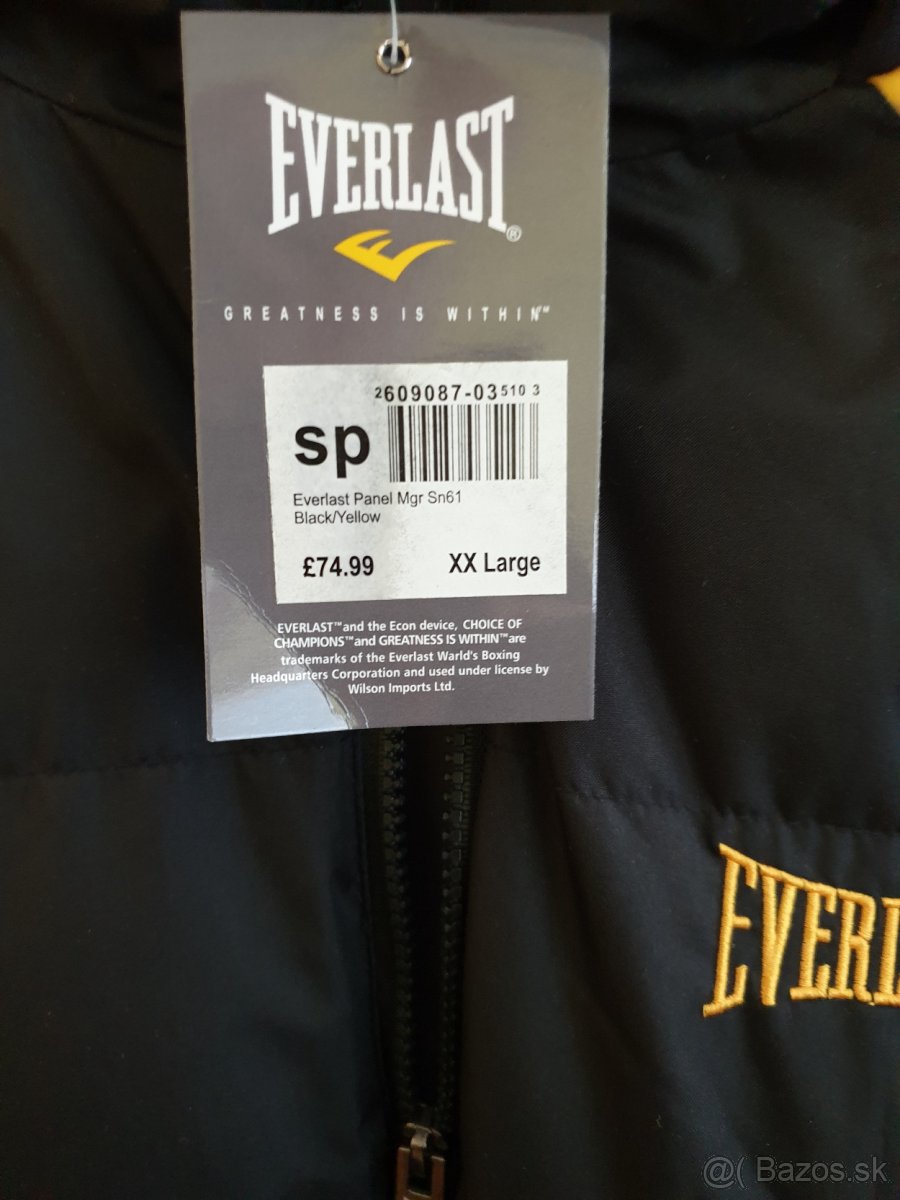 EVERLAST®
GREATNESS IS WITHIN™
2609087-03510 3
sp
Everlast Panel Mgr Sn61
Black/Yellow
£74.99 XX Large
EVERLAST™and the Econ device, CHOICE OF
CHAMPIONS™and GREATNESS IS WITHIN™are
trademarks of the Everlast Warld's Boxing
Headquarters Corporation and used under license by
Wilson Imports Ltd.
EVERL
@( Bazos.sk